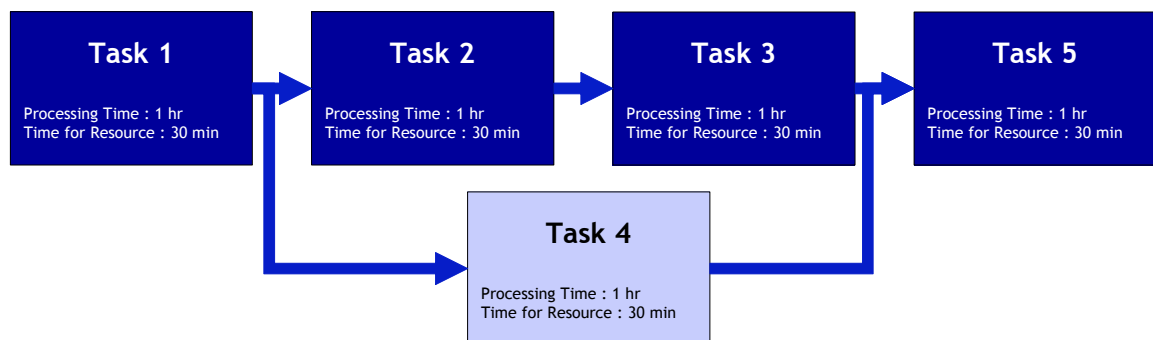 Task 1
Processing Time : 1 hr
Time for Resource : 30 min
Task 2
Processing Time : 1 hr
Time for Resource : 30 min
Task 3
Processing Time : 1 hr
Time for Resource : 30 min
Task 5
Processing Time : 1 hr
Time for Resource : 30 min
Task 4
Processing Time : 1 hr
Time for Resource : 30 min